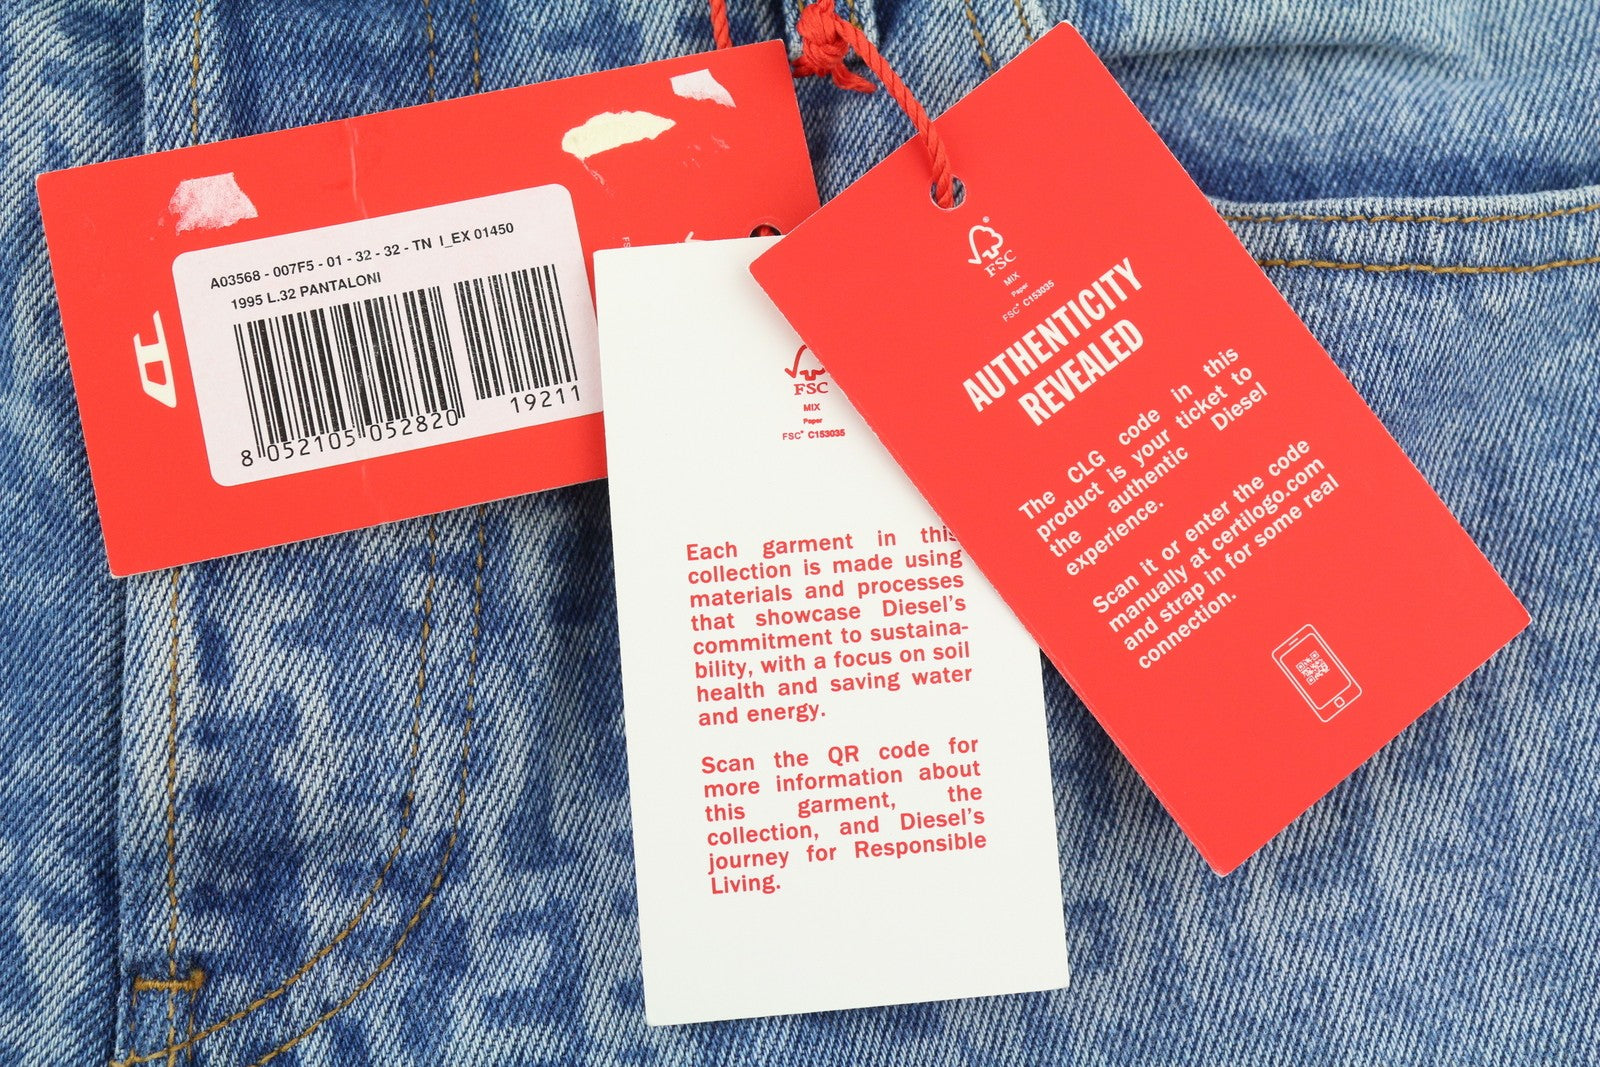 A03568 - 007F5 - 01 - 32 - 32 - TN I_EX 01450
1995 L.32 PANTALONI
8 052105 052820
19211
D
FSC
MIX
Paper
FSC® C153035
Each garment in this
collection is made using
materials and processes
that showcase Diesel's
commitment to sustaina-
bility, with a focus on soil
health and saving water
and energy.
Scan the QR code for
more information about
this garment, the
collection, and Diesel's
journey for Responsible
Living.
FSC®
MIX
Paper
FSC® C153035
AUTHENTICITY
REVEALED
The CLG code in this
product is your ticket to
the authentic Diesel
experience.
Scan it or enter the code
manually at certilogo.com
and strap in for some real
connection.